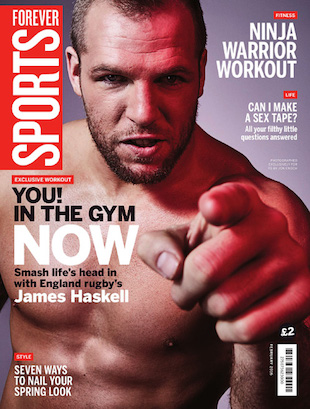 FOREVER
SPORTS
FITNESS
NINJA
WARRIOR
WORKOUT
LIFE
CAN I MAKE
A SEX TAPE?
All your filthy little
questions answered
EXCLUSIVE WORKOUT
YOU!
IN THE GYM
NOW
Smash life's head in
with England rugby's
James Haskell
£2
STYLE
SEVEN WAYS
TO NAIL YOUR
SPRING LOOK